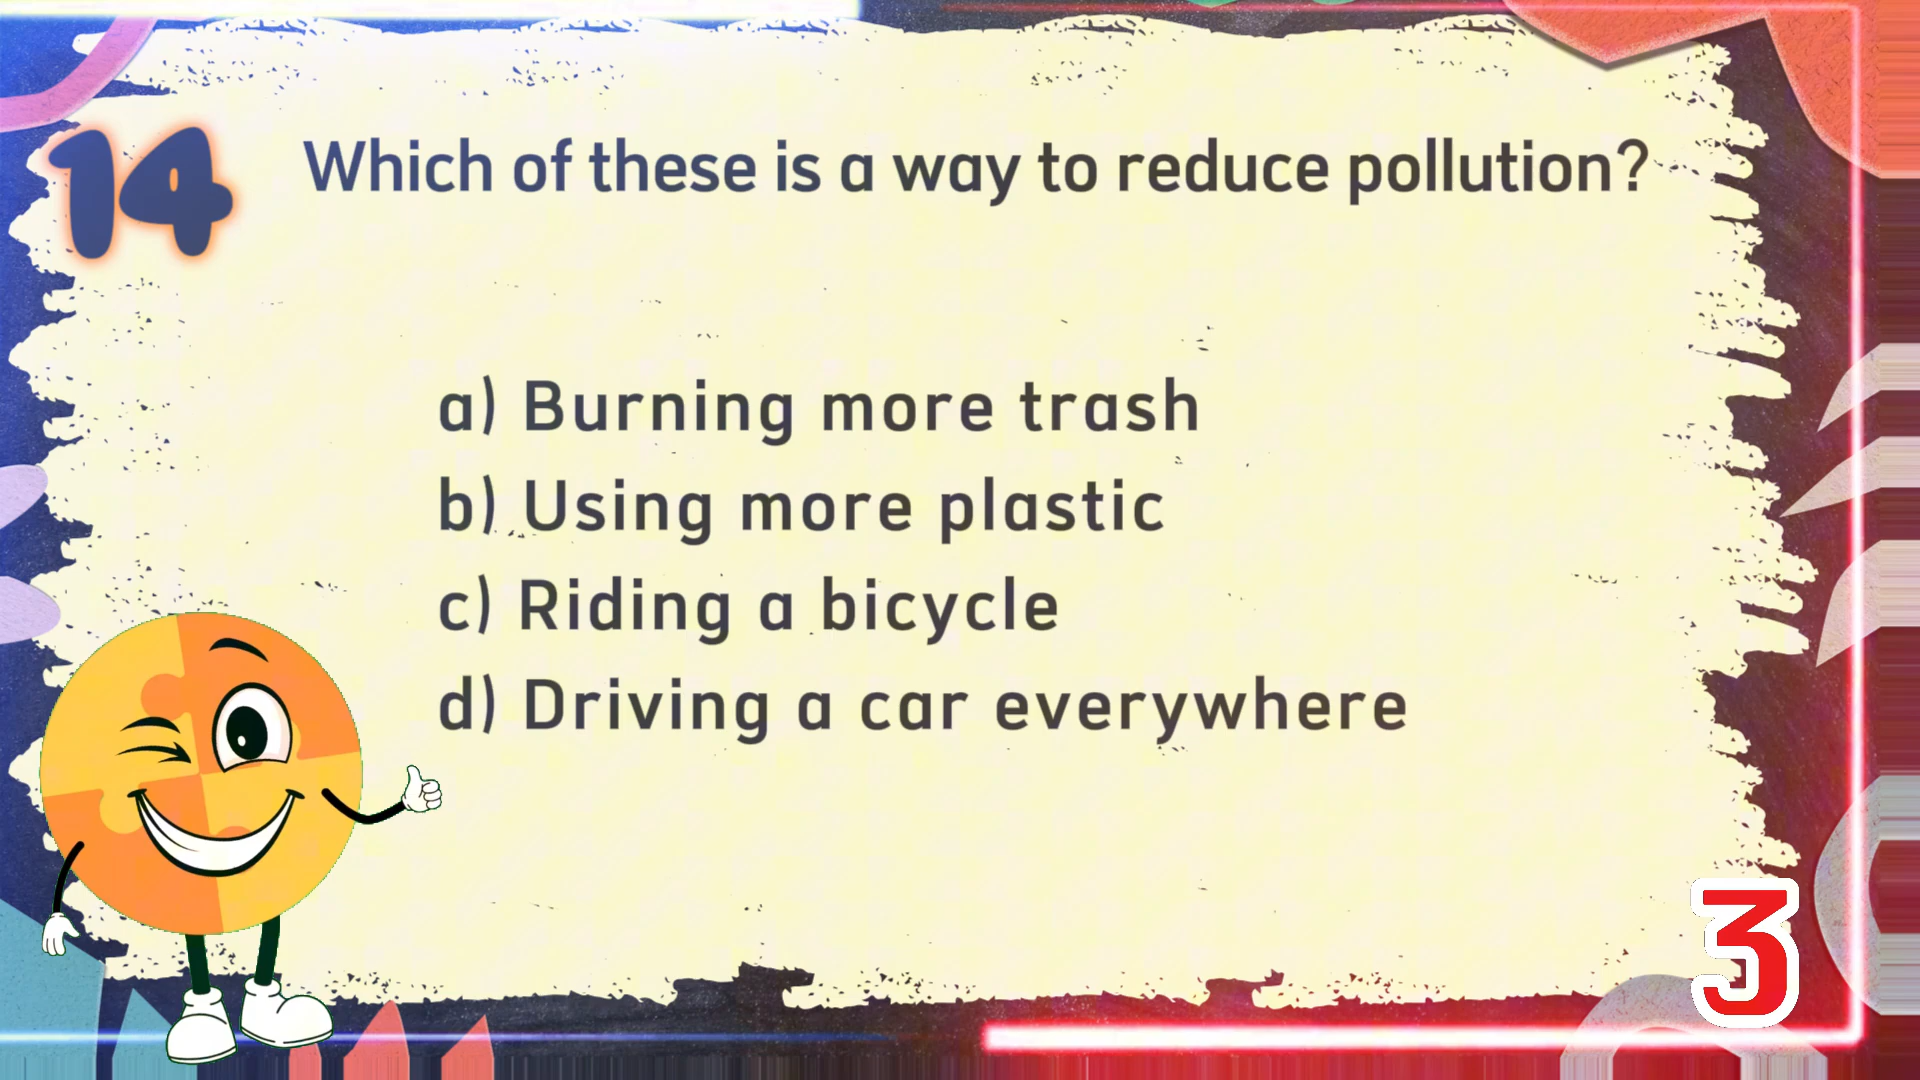 14
Which of these is a way to reduce pollution?
a) Burning more trash
b) Using more plastic
c) Riding a bicycle
d) Driving a car everywhere
3